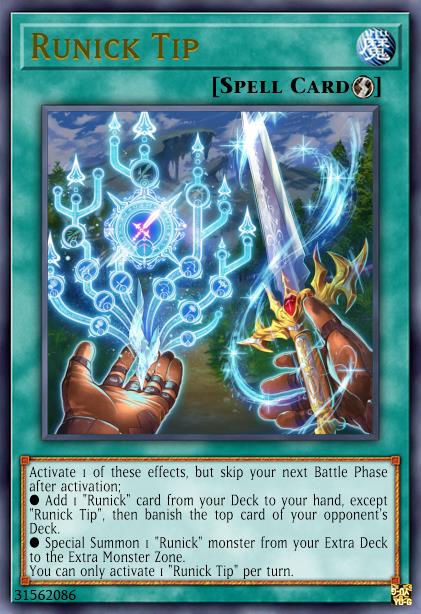 Runick Tip
魔
[Spell Card]
Activate 1 of these effects, but skip your next Battle Phase
after activation;
● Add 1 "Runick" card from your Deck to your hand, except
"Runick Tip", then banish the top card of your opponent's
Deck.
● Special Summon 1 "Runick" monster from your Extra Deck
to the Extra Monster Zone.
You can only activate 1 "Runick Tip" per turn.
31562086